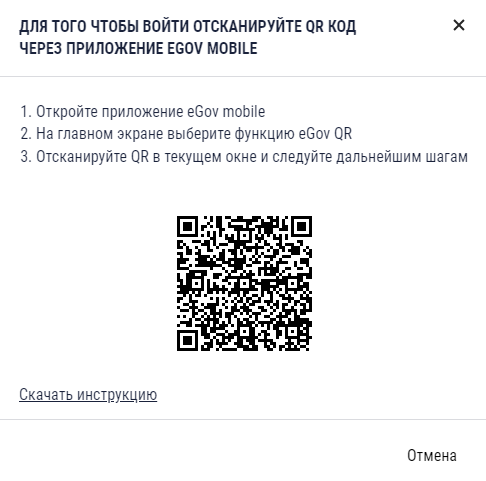 ДЛЯ ТОГО ЧТОБЫ ВОЙТИ ОТСКАНИРУЙТЕ QR КОД
ЧЕРЕЗ ПРИЛОЖЕНИЕ EGOV MOBILE
1. Откройте приложение eGov mobile
2. На главном экране выберите функцию eGov QR
3. Отсканируйте QR в текущем окне и следуйте дальнейшим шагам
Скачать инструкцию
Отмена